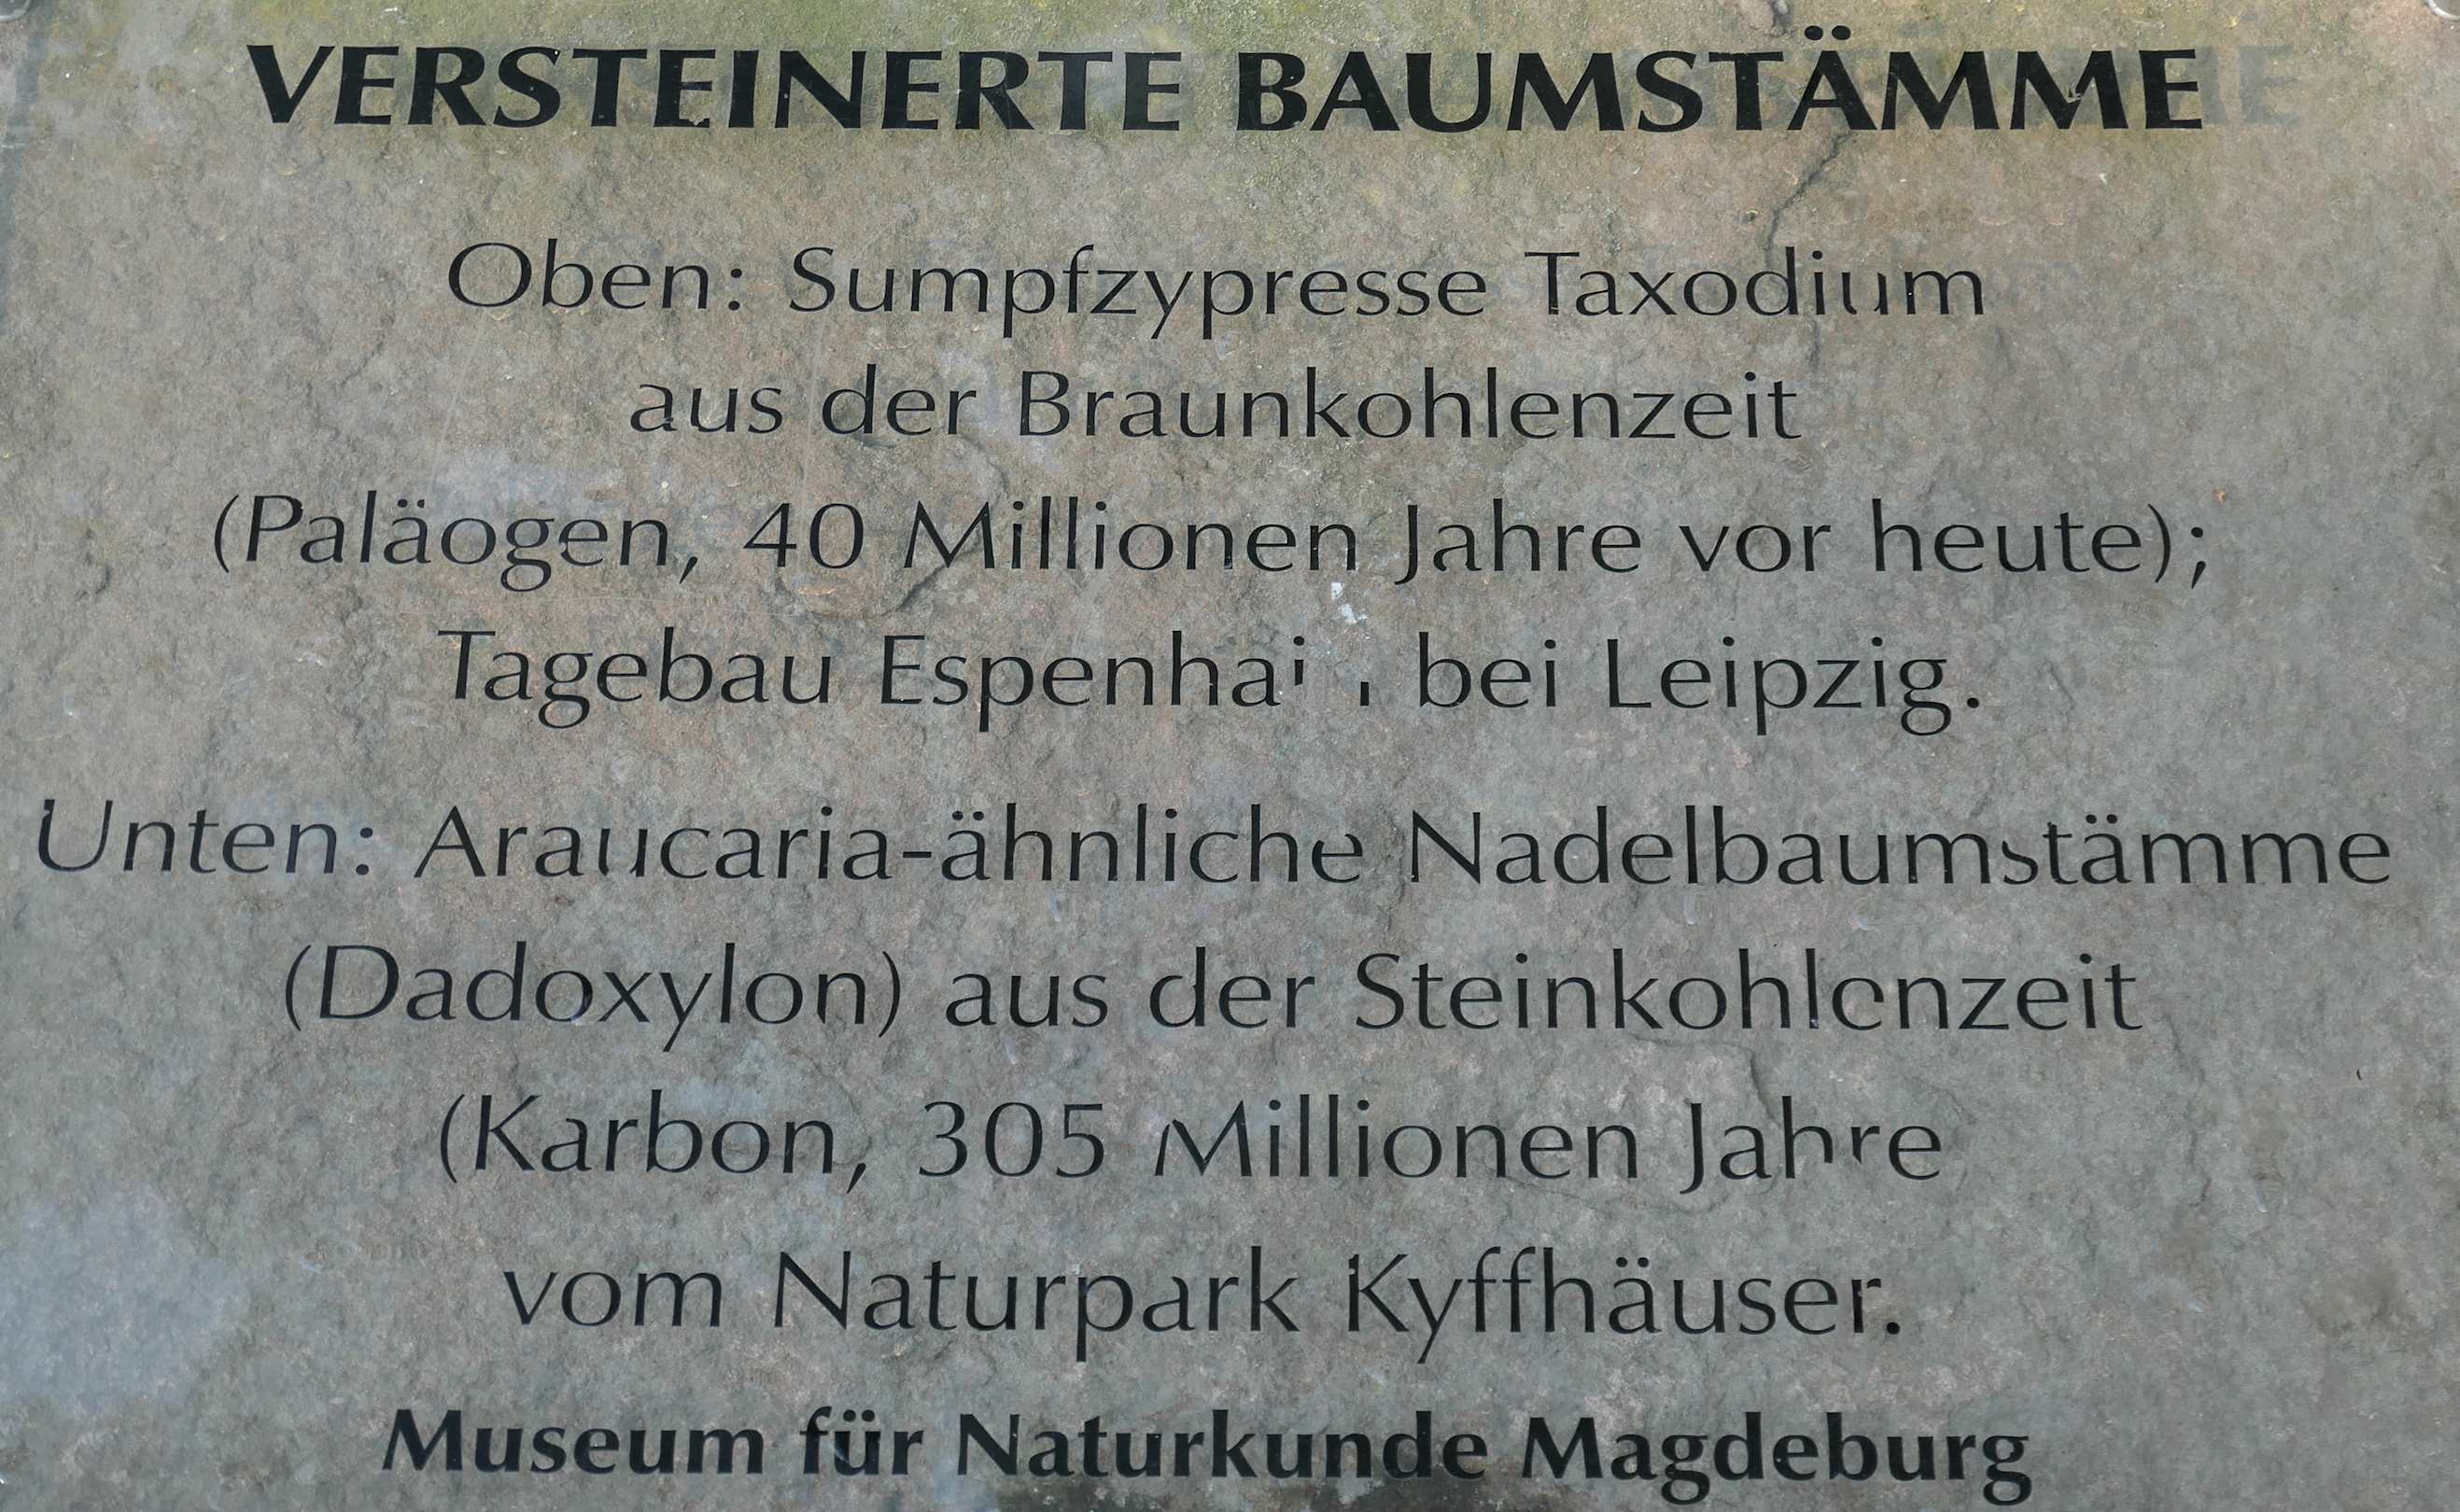 VERSTEINERTE BAUMSTÄMME
Oben: Sumpfzypresse Taxodium
aus der Braunkohlenzeit
(Paläogen, 40 Millionen Jahre vor heute);
Tagebau Espenhain bei Leipzig.
Unten: Araucaria-ähnliche Nadelbaumstämme
(Dadoxylon) aus der Steinkohlenzeit
(Karbon, 305 Millionen Jahre
vom Naturpark Kyffhäuser.
Museum für Naturkunde Magdeburg